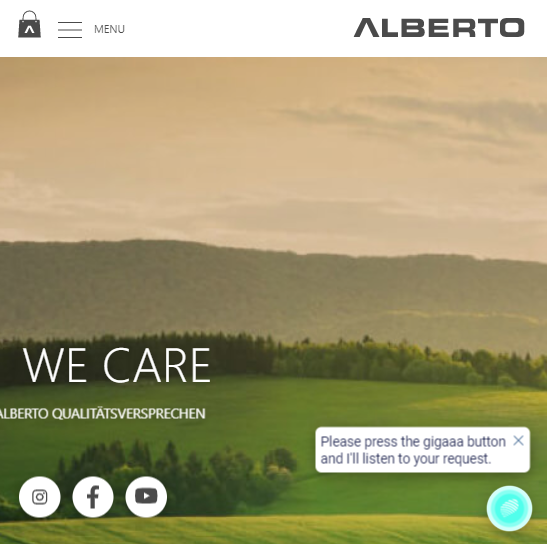 MENU
ALBERTO
WE CARE
ALBERTO QUALITÄTSVERSPRECHEN
Please press the gigaaa button
and I'll listen to your request.